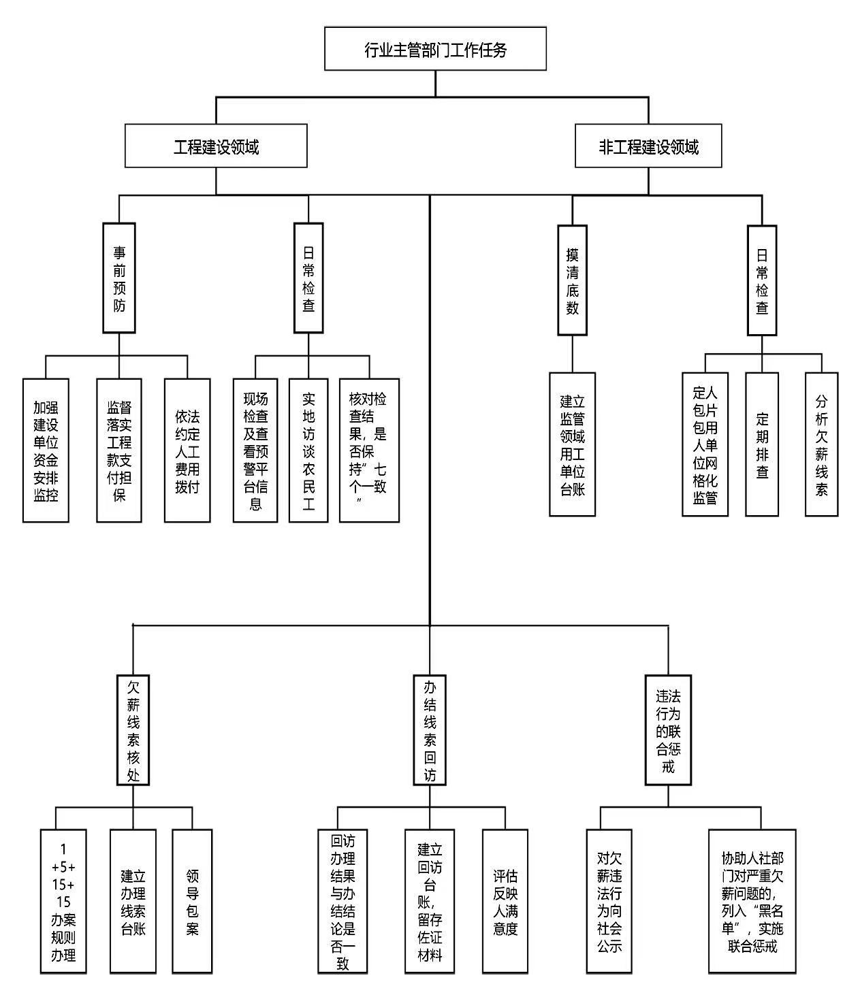 行业主管部门工作任务
工程建设领域
非工程建设领域
事
前
预
防
日
常
检
查
摸
清
底
数
日
常
检
查
加强
建设
单位
资金
安排
监控
监督
落实
工程
款支
付担
保
依法
约定
人工
费用
拨付
现场
检查
及查
看预
警平
台信
息
实
地
访
谈
农
民
工
核对检
查结
果，是
否保
持”七
个一致
”
建立
监管
领域
用工
单位
台账
定人
包片
包用
人单
位网
格化
监管
定
期
排
查
分
析
欠
薪
线
索
欠
薪
线
索
核
处
办
结
线
索
回
访
违法
行为
的联
合惩
戒
1
+5+
15+
15
办案
规则
办理
建立
办理
线索
台账
领
导
包
案
回访
办理
结果
与办
结结
论是
否一
致
建立
回访
台
账，
留存
佐证
材料
评估
反映
人满
意度
对欠
薪违
法行
为向
社会
公示
协助人社部
门对严重欠
薪问题的，
列入“黑名
单”，实施
联合惩戒